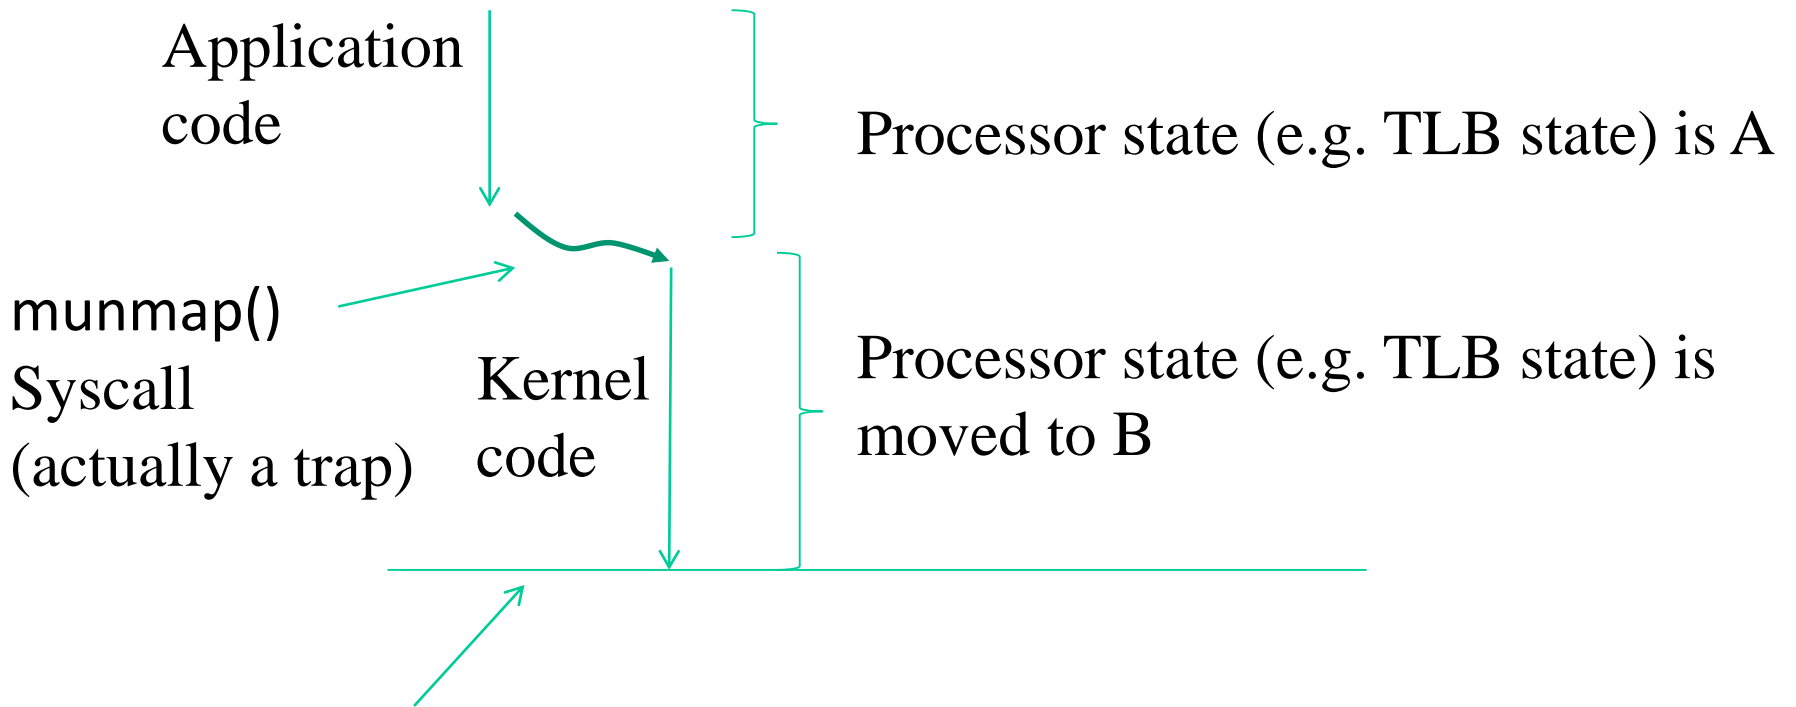 Application
code
Processor state (e.g. TLB state) is A
munmap()
Syscall
(actually a trap)
Kernel
code
Processor state (e.g. TLB state) is
moved to B